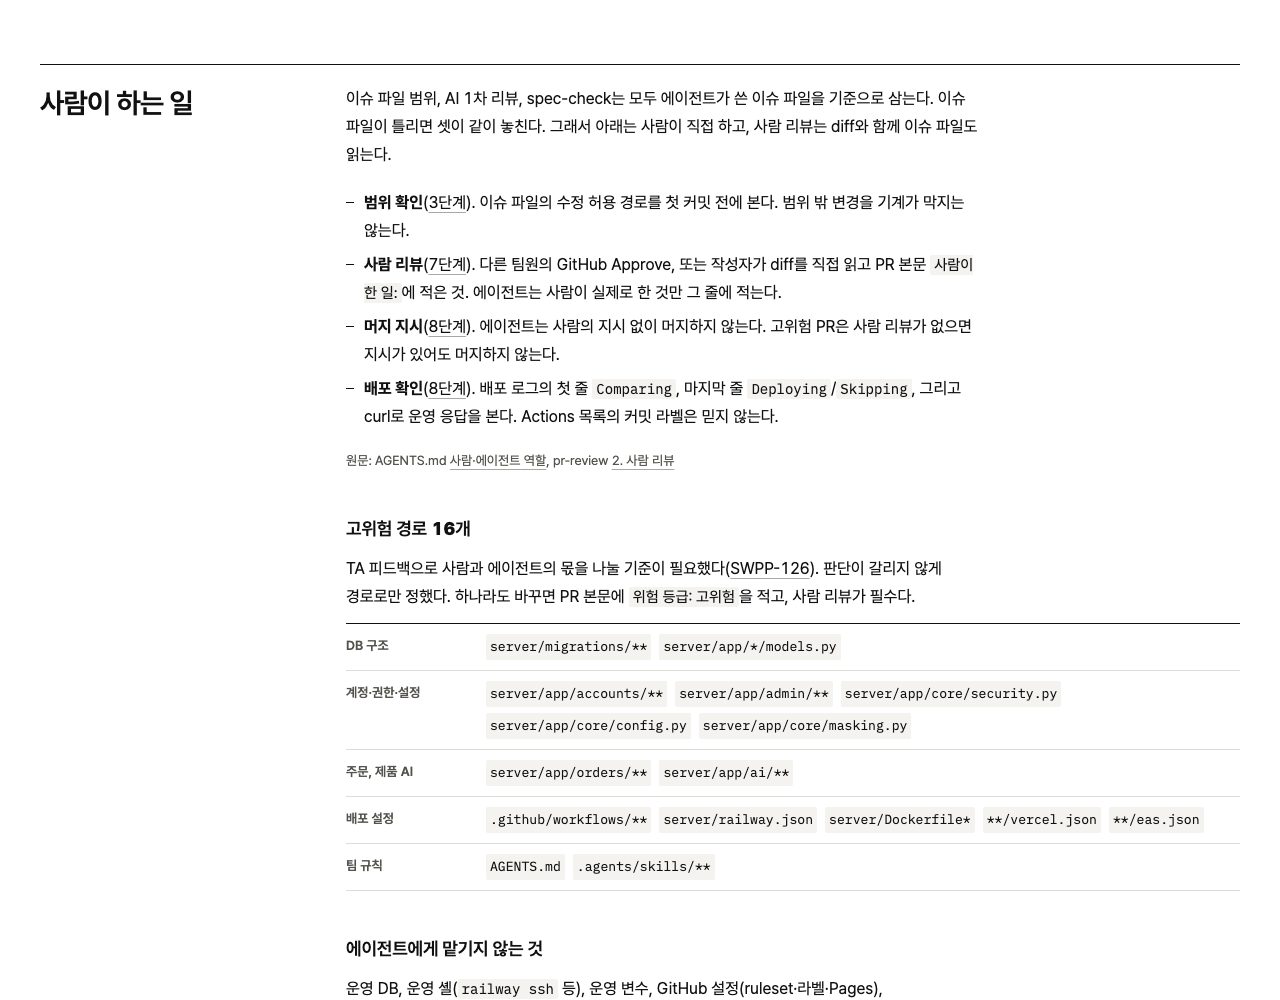 사람이 하는 일
이슈 파일 범위, AI 1차 리뷰, spec-check는 모두 에이전트가 쓴 이슈 파일을 기준으로 삼는다. 이슈
파일이 틀리면 셋이 같이 놓친다. 그래서 아래는 사람이 직접 하고, 사람 리뷰는 diff와 함께 이슈 파일도
읽는다.
– 범위 확인(3단계). 이슈 파일의 수정 허용 경로를 첫 커밋 전에 본다. 범위 밖 변경을 기계가 막지는
않는다.
– 사람 리뷰(7단계). 다른 팀원의 GitHub Approve, 또는 작성자가 diff를 직접 읽고 PR 본문 사람이
한 일: 에 적은 것. 에이전트는 사람이 실제로 한 것만 그 줄에 적는다.
– 머지 지시(8단계). 에이전트는 사람의 지시 없이 머지하지 않는다. 고위험 PR은 사람 리뷰가 없으면
지시가 있어도 머지하지 않는다.
– 배포 확인(8단계). 배포 로그의 첫 줄 Comparing, 마지막 줄 Deploying/Skipping, 그리고
curl로 운영 응답을 본다. Actions 목록의 커밋 라벨은 믿지 않는다.
원문: AGENTS.md 사람·에이전트 역할, pr-review 2. 사람 리뷰
고위험 경로 16개
TA 피드백으로 사람과 에이전트의 몫을 나눌 기준이 필요했다(SWPP-126). 판단이 갈리지 않게
경로로만 정했다. 하나라도 바꾸면 PR 본문에 위험 등급: 고위험 을 적고, 사람 리뷰가 필수다.
DB 구조 server/migrations/** server/app/*/models.py
계정·권한·설정 server/app/accounts/** server/app/admin/** server/app/core/security.py
server/app/core/config.py server/app/core/masking.py
주문, 제품 AI server/app/orders/** server/app/ai/**
배포 설정 .github/workflows/** server/railway.json server/Dockerfile* **/vercel.json **/eas.json
팀 규칙 AGENTS.md .agents/skills/**
에이전트에게 맡기지 않는 것
운영 DB, 운영 셸( railway ssh 등), 운영 변수, GitHub 설정(ruleset·라벨·Pages),